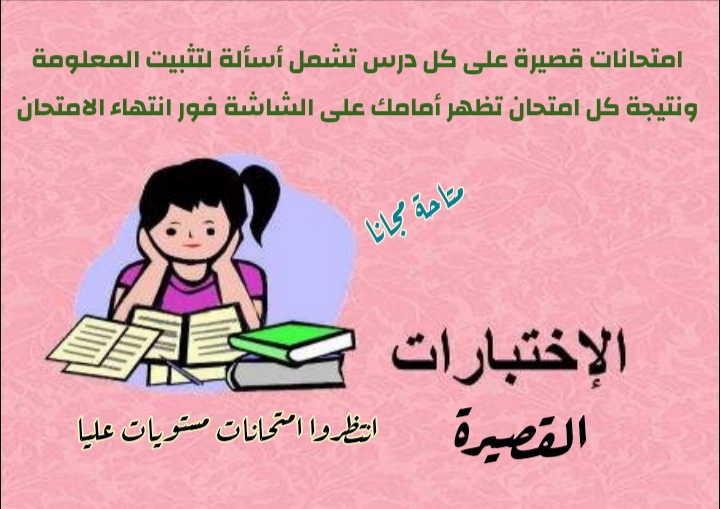 امتحانات قصيرة على كل درس تشمل أسألة لتثبيت المعلومة
ونتيجة كل امتحان تظهر أمامك على الشاشة فور انتهاء الامتحان
متاحة مجانا
الإختبارات
القصيرة
انتظروا امتحانات مستويات عليا